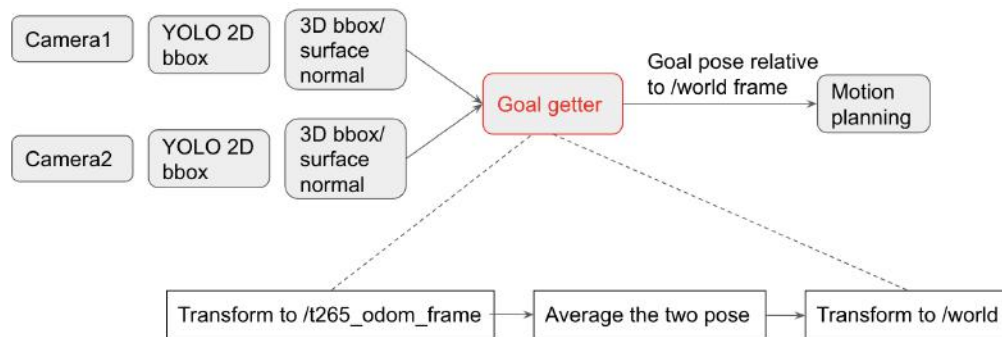 Camera1
YOLO 2D
bbox
3D bbox/
surface
normal
Goal getter
Goal pose relative
to /world frame
Motion
planning
Camera2
YOLO 2D
bbox
3D bbox/
surface
normal
Transform to /t265_odom_frame
Average the two pose
Transform to /world